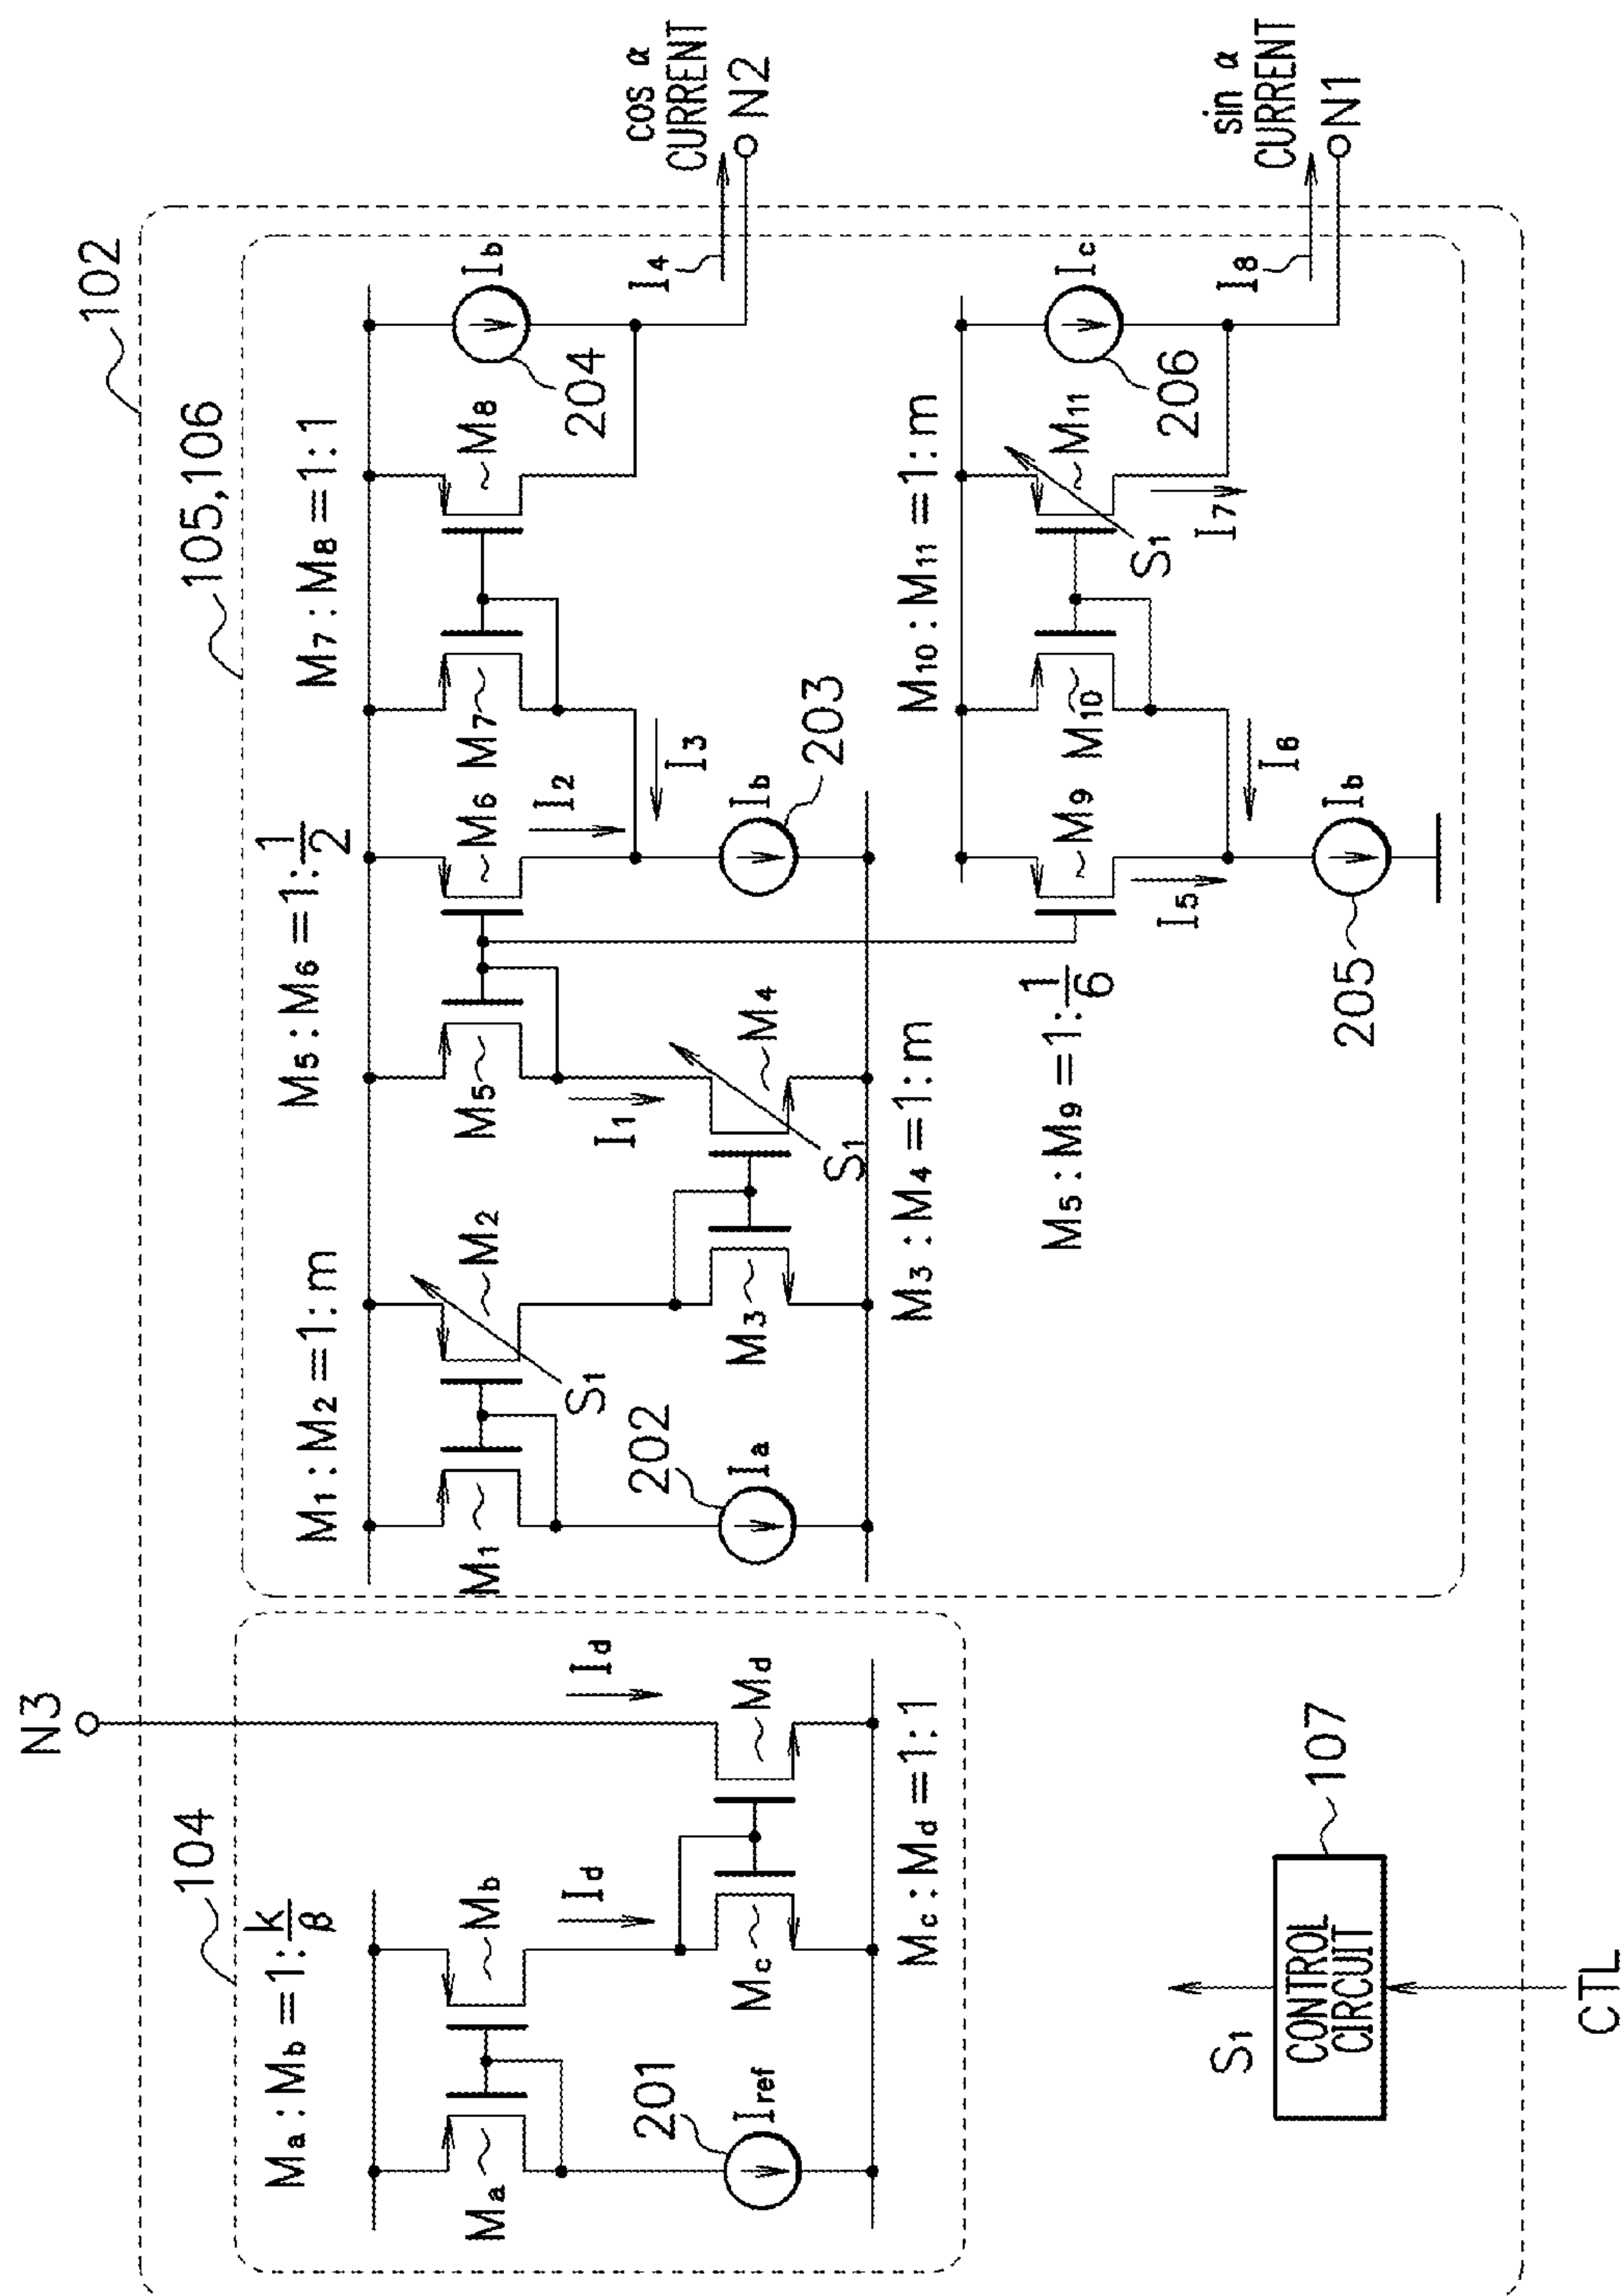 102
105,106
104
N3
Ma : Mb = 1 : k/β
Mc : Md = 1 : 1
Ma
Mb
Mc
Md
Id
Id
201
Iref
M1 : M2 = 1 : m
M3 : M4 = 1 : m
M5 : M6 = 1 : 1/2
M7 : M8 = 1 : 1
M1
M2
S1
202
Ia
M3
M4
S1
M5
I1
M6
I2
M7
I3
203
Ib
M8
204
Ib
I4
cos α
CURRENT
N2
M5 : M9 = 1 : 1/6
M10 : M11 = 1 : m
M9
I5
M10
I6
205
Ib
M11
S1
I7
206
Ic
I8
sin α
CURRENT
N1
S1
CONTROL
CIRCUIT
107
CTL